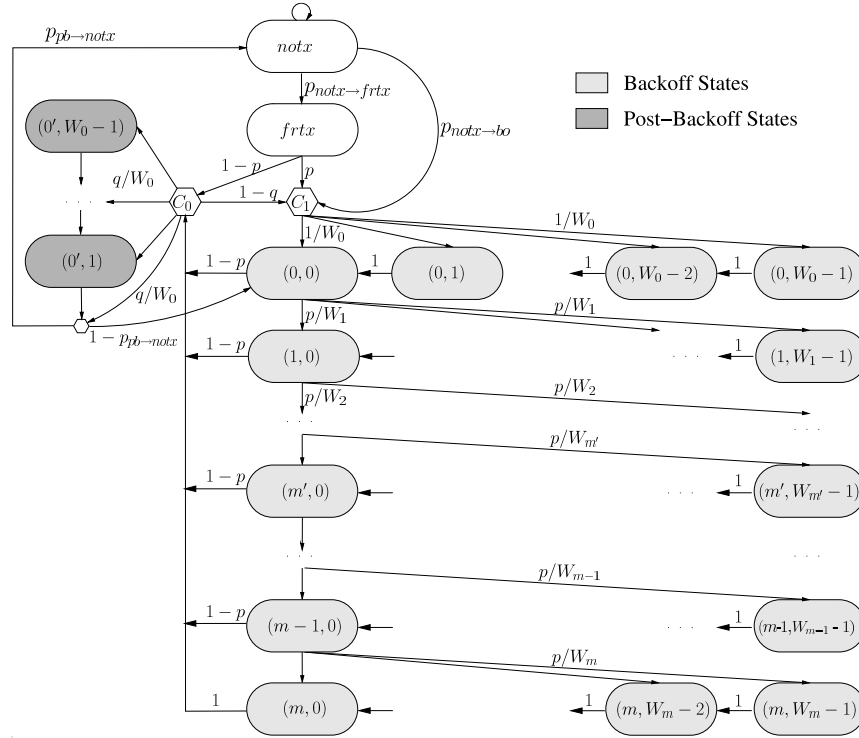 p_{pb→notx}
notx
p_{notx→frtx}
Backoff States
(0′, W_0 − 1)
frtx
p_{notx→bo}
Post−Backoff States
1−p
p
q/W_0
. . .
C_0
1−q
C_1
1/W_0
1/W_0
(0′, 1)
1−p
(0, 0)
1
(0, 1)
1
(0, W_0 − 2)
1
(0, W_0 − 1)
q/W_0
p/W_1
p/W_1
1 − p_{pb→notx}
1−p
(1, 0)
. . .
1
(1, W_1 − 1)
p/W_2
p/W_2
. . .
. . .
p/W_{m′}
1−p
(m′, 0)
. . .
1
(m′, W_{m′} − 1)
. . .
. . .
p/W_{m−1}
1−p
(m−1, 0)
. . .
1
(m-1, W_{m−1} - 1)
p/W_m
1
(m, 0)
1
(m, W_m − 2)
1
(m, W_m − 1)